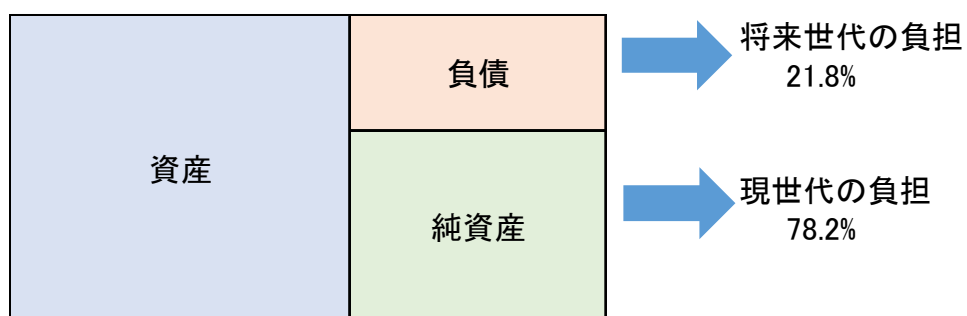 資産
負債
将来世代の負担
21.8%
純資産
現世代の負担
78.2%